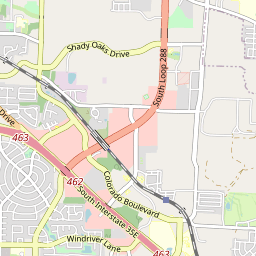 Shady Oaks Drive
South Loop 288
Drive
463
462
Colorado Boulevard
South Interstate 35E
Windriver Lane
463